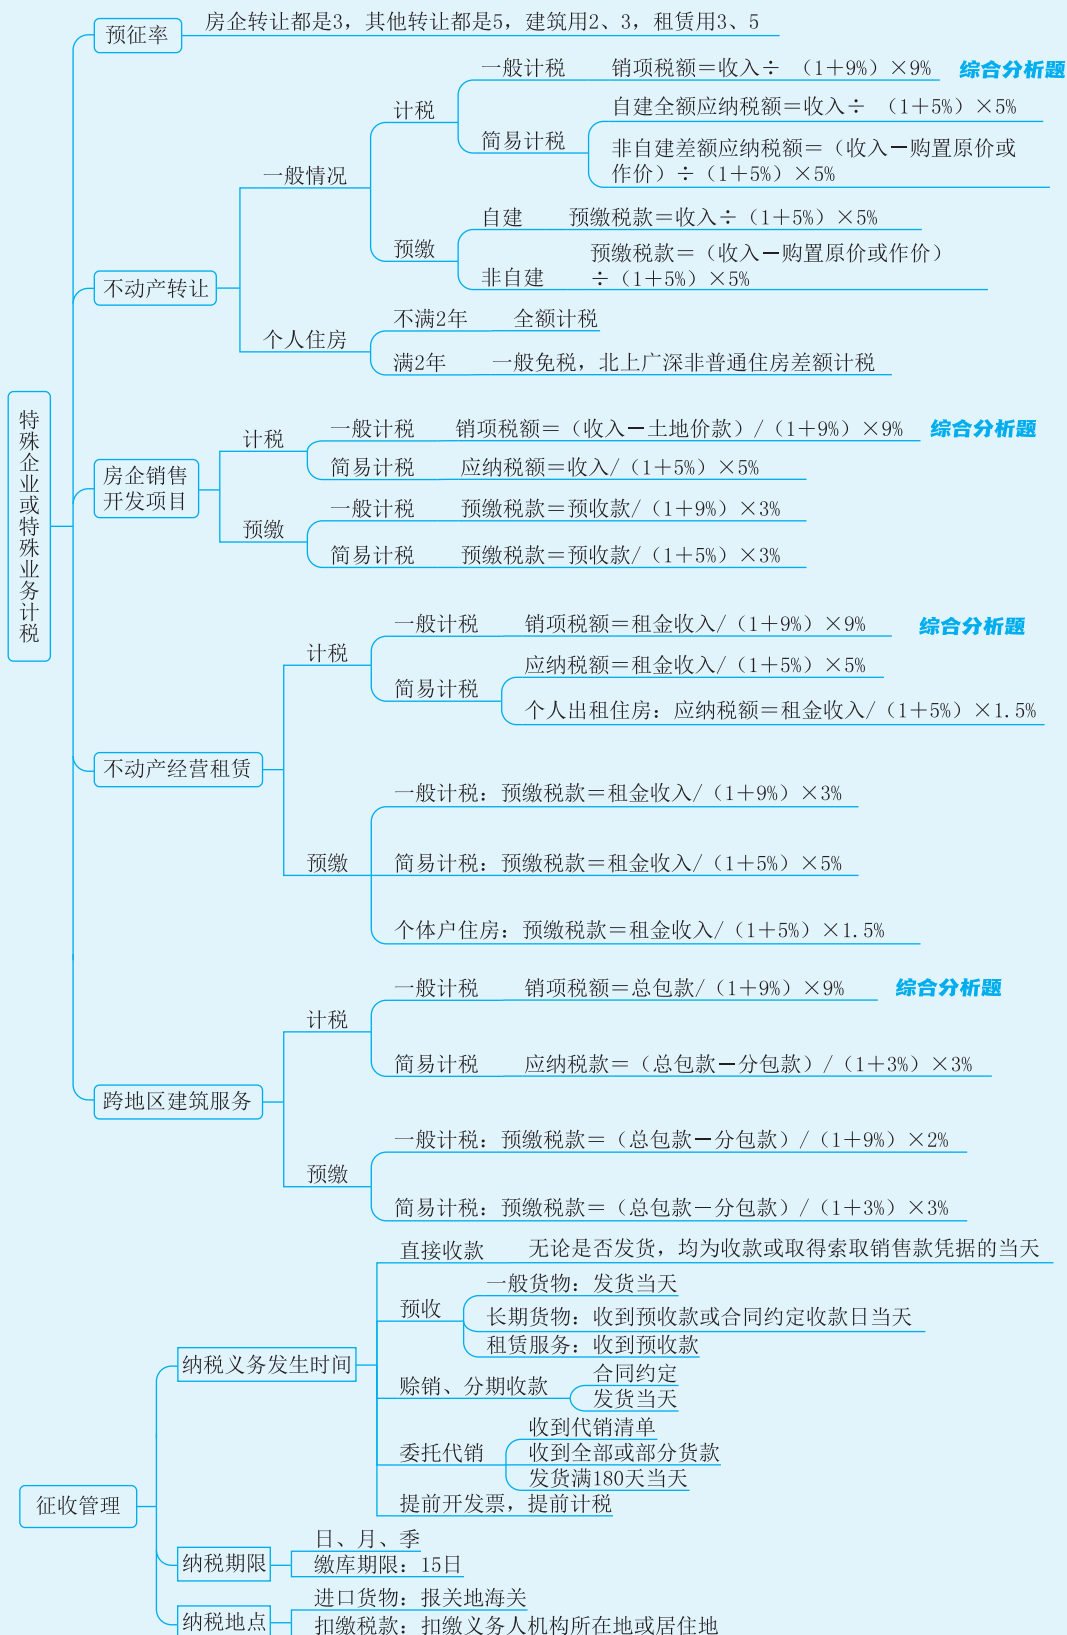 预征率
房企转让都是3，其他转让都是5，建筑用2、3，租赁用3、5
特殊企业或特殊业务计税
不动产转让
一般情况
计税
一般计税
销项税额＝收入÷（1＋9%）×9%
综合分析题
简易计税
自建全额应纳税额＝收入÷（1＋5%）×5%
非自建差额应纳税额＝（收入－购置原价或
作价）÷（1＋5%）×5%
预缴
自建
预缴税款＝收入÷（1＋5%）×5%
非自建
预缴税款＝（收入－购置原价或作价）
÷（1＋5%）×5%
个人住房
不满2年
全额计税
满2年
一般免税，北上广深非普通住房差额计税
房企销售
开发项目
计税
一般计税
销项税额＝（收入－土地价款）/（1＋9%）×9%
综合分析题
简易计税
应纳税额＝收入/（1＋5%）×5%
预缴
一般计税
预缴税款＝预收款/（1＋9%）×3%
简易计税
预缴税款＝预收款/（1＋5%）×3%
不动产经营租赁
计税
一般计税
销项税额＝租金收入/（1＋9%）×9%
综合分析题
简易计税
应纳税额＝租金收入/（1＋5%）×5%
个人出租住房：应纳税额＝租金收入/（1＋5%）×1.5%
预缴
一般计税：预缴税款＝租金收入/（1＋9%）×3%
简易计税：预缴税款＝租金收入/（1＋5%）×5%
个体户住房：预缴税款＝租金收入/（1＋5%）×1.5%
跨地区建筑服务
计税
一般计税
销项税额＝总包款/（1＋9%）×9%
综合分析题
简易计税
应纳税款＝（总包款－分包款）/（1＋3%）×3%
预缴
一般计税：预缴税款＝（总包款－分包款）/（1＋9%）×2%
简易计税：预缴税款＝（总包款－分包款）/（1＋3%）×3%
征收管理
纳税义务发生时间
直接收款
无论是否发货，均为收款或取得索取销售款凭据的当天
预收
一般货物：发货当天
长期货物：收到预收款或合同约定收款日当天
租赁服务：收到预收款
赊销、分期收款
合同约定
发货当天
委托代销
收到代销清单
收到全部或部分货款
发货满180天当天
提前开发票，提前计税
纳税期限
日、月、季
缴库期限：15日
纳税地点
进口货物：报关地海关
扣缴税款：扣缴义务人机构所在地或居住地